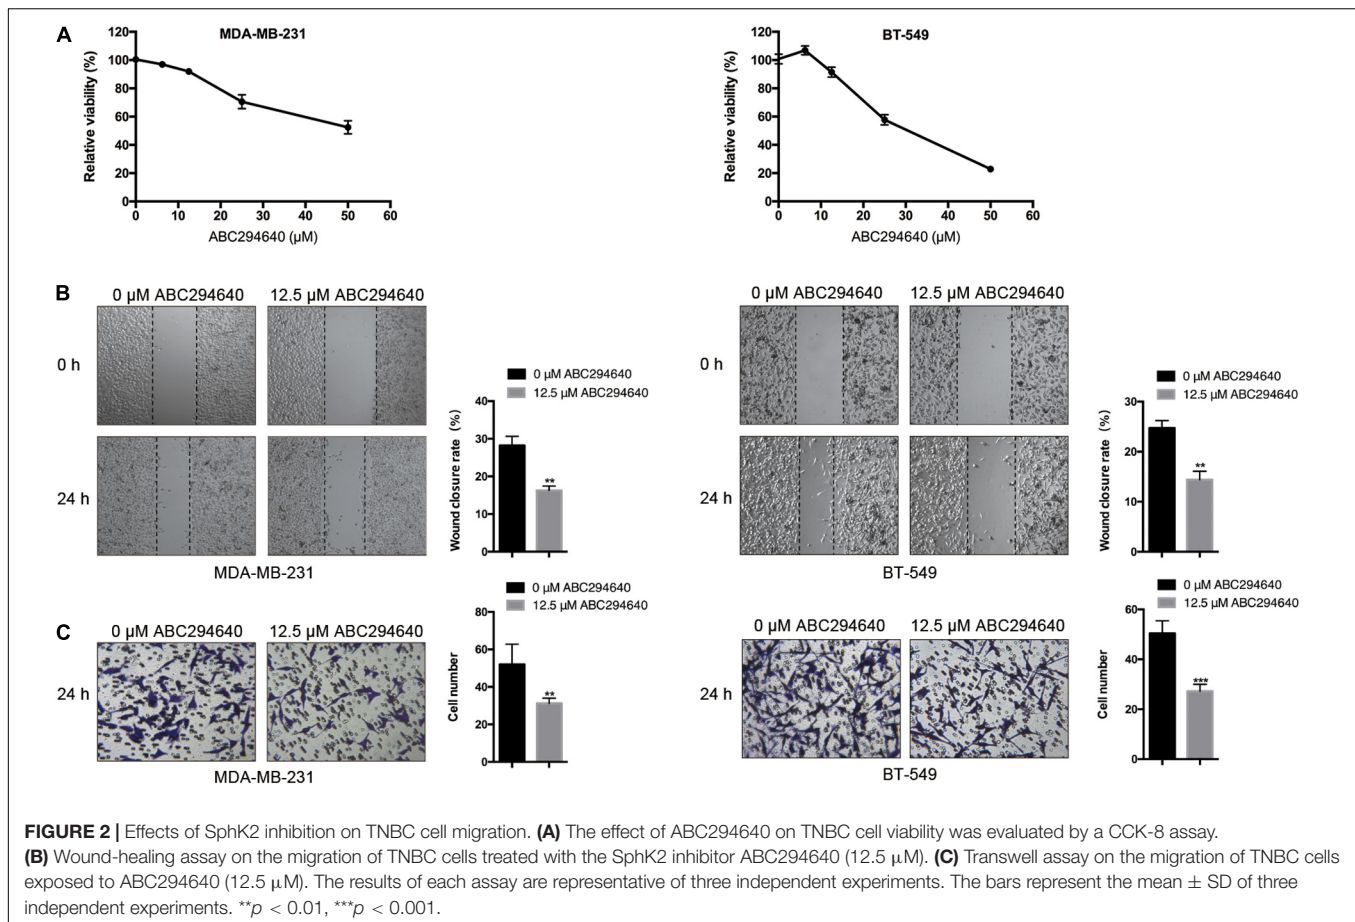 A
MDA-MB-231
Relative viability (%)
120
100
80
60
40
20
0
0 10 20 30 40 50 60
ABC294640 (µM)
BT-549
Relative viability (%)
120
100
80
60
40
20
0
0 10 20 30 40 50 60
ABC294640 (µM)
B
0 µM ABC294640 12.5 µM ABC294640
0 h
24 h
MDA-MB-231
0 µM ABC294640
12.5 µM ABC294640
Wound closure rate (%)
40
30
20
10
0
**
0 µM ABC294640 12.5 µM ABC294640
0 h
24 h
BT-549
0 µM ABC294640
12.5 µM ABC294640
Wound closure rate (%)
30
20
10
0
**
C
0 µM ABC294640 12.5 µM ABC294640
24 h
MDA-MB-231
0 µM ABC294640
12.5 µM ABC294640
Cell number
80
60
40
20
0
**
0 µM ABC294640 12.5 µM ABC294640
24 h
BT-549
0 µM ABC294640
12.5 µM ABC294640
Cell number
60
40
20
0
***
FIGURE 2 | Effects of SphK2 inhibition on TNBC cell migration. (A) The effect of ABC294640 on TNBC cell viability was evaluated by a CCK-8 assay.
(B) Wound-healing assay on the migration of TNBC cells treated with the SphK2 inhibitor ABC294640 (12.5 µM). (C) Transwell assay on the migration of TNBC cells
exposed to ABC294640 (12.5 µM). The results of each assay are representative of three independent experiments. The bars represent the mean ± SD of three
independent experiments. **p < 0.01, ***p < 0.001.